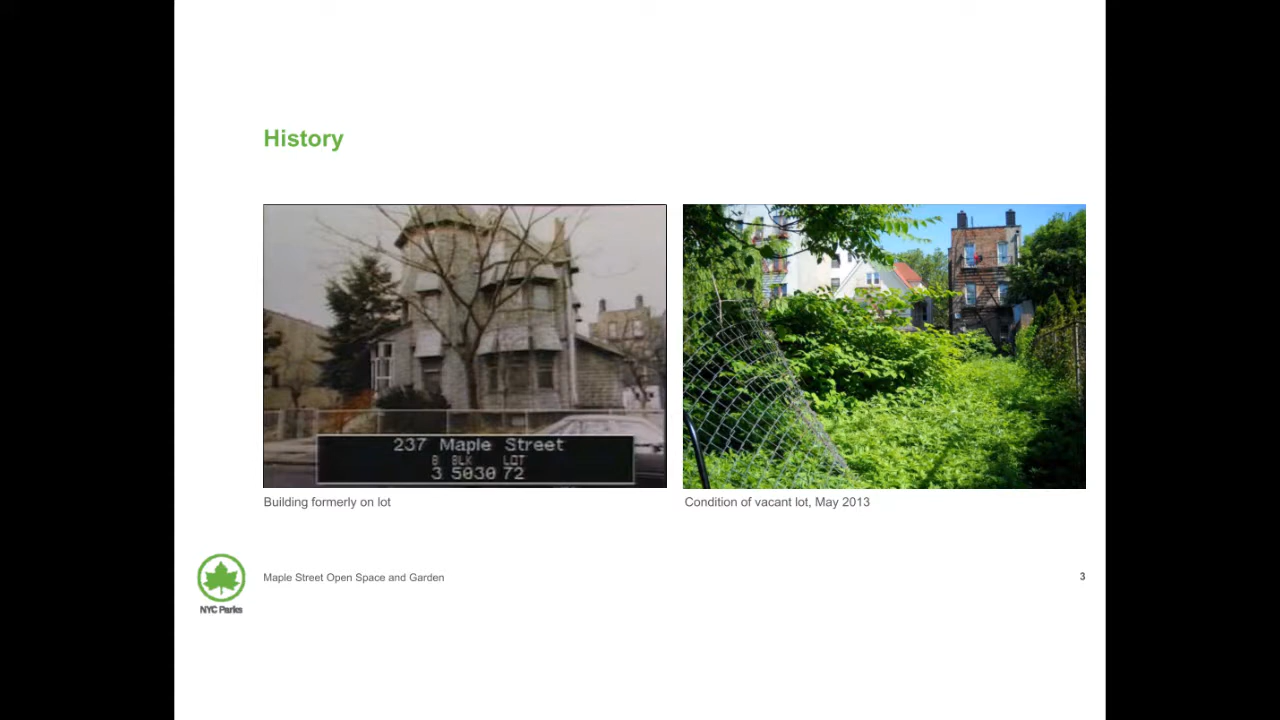 History
237 Maple Street
B BLK LOT
3 5030 72
Building formerly on lot
Condition of vacant lot, May 2013
NYC Parks
Maple Street Open Space and Garden
3